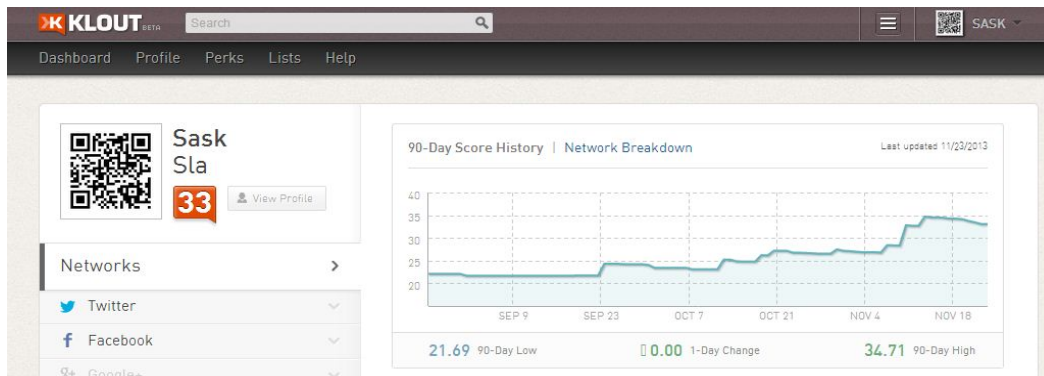 KLOUT BETA Search SASK
Dashboard Profile Perks Lists Help
Sask
Sla
33 View Profile
Networks
Twitter
Facebook
Google+
90-Day Score History | Network Breakdown Last updated 11/23/2013
40
35
30
25
20
SEP 9 SEP 23 OCT 7 OCT 21 NOV 4 NOV 18
21.69 90-Day Low 0.00 1-Day Change 34.71 90-Day High